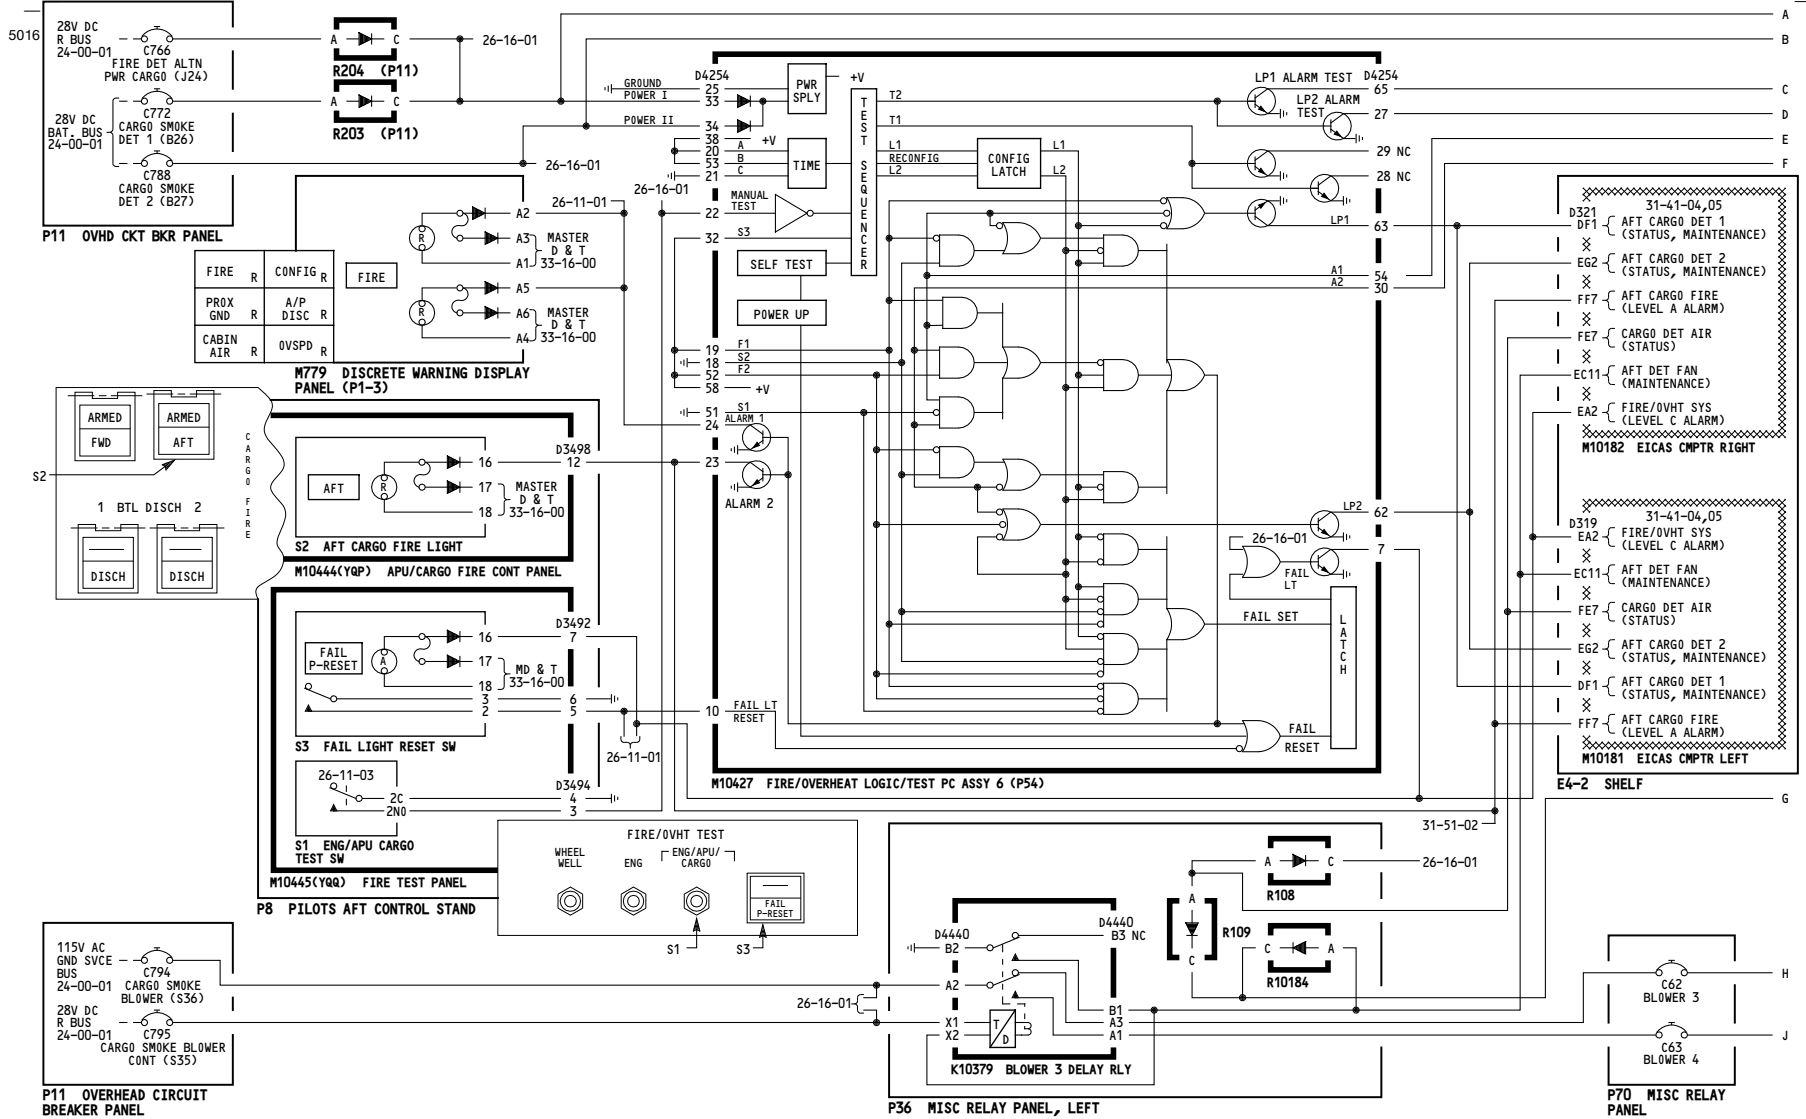 5016
28V DC
R BUS
24-00-01
C766
FIRE DET ALTN
PWR CARGO (J24)
28V DC
BAT. BUS
24-00-01
C772
CARGO SMOKE
DET 1 (B26)
C788
CARGO SMOKE
DET 2 (B27)
P11 OVHD CKT BKR PANEL
A C
R204 (P11)
A C
R203 (P11)
26-16-01
26-16-01
26-16-01
26-11-01
FIRE R
CONFIG R
PROX
GND R
A/P
DISC R
CABIN
AIR R
OVSPD R
FIRE
R
A2
A3
A1
MASTER
D & T
33-16-00
R
A5
A6
A4
MASTER
D & T
33-16-00
M779 DISCRETE WARNING DISPLAY
PANEL (P1-3)
ARMED
FWD
ARMED
AFT
S2
1 BTL DISCH 2
DISCH
DISCH
CARGO FIRE
AFT
R
16
17
18
MASTER
D & T
33-16-00
D3498
12
S2 AFT CARGO FIRE LIGHT
M10444(YQP) APU/CARGO FIRE CONT PANEL
FAIL
P-RESET
A
16
17
18
3
2
MD & T
33-16-00
D3492
7
6
5
S3 FAIL LIGHT RESET SW
26-11-01
26-11-03
2C
2NO
D3494
4
3
S1 ENG/APU CARGO
TEST SW
M10445(YQQ) FIRE TEST PANEL
P8 PILOTS AFT CONTROL STAND
FIRE/OVHT TEST
WHEEL
WELL
ENG
ENG/APU/
CARGO
FAIL
P-RESET
S1
S3
D4254
GROUND 25
POWER I 33
POWER II 34
38 +V
20 A
53 B
21 C
22 MANUAL
TEST
32 S3
19 F1
18 S2
52 F2
58 +V
51 S1
24 ALARM 1
23
ALARM 2
10 FAIL LT
RESET
PWR
SPLY
+V
TIME
SELF TEST
POWER UP
TEST SEQUENCER
T2
T1
L1
RECONFIG
L2
CONFIG
LATCH
L1
L2
LP1 ALARM TEST
LP2 ALARM
TEST
D4254
65
27
29 NC
28 NC
LP1 63
A1 54
A2 30
LP2 62
7
26-16-01
FAIL
LT
FAIL SET
LATCH
FAIL
RESET
M10427 FIRE/OVERHEAT LOGIC/TEST PC ASSY 6 (P54)
A
B
C
D
E
F
31-41-04,05
D321
DF1 AFT CARGO DET 1
(STATUS, MAINTENANCE)
EG2 AFT CARGO DET 2
(STATUS, MAINTENANCE)
FF7 AFT CARGO FIRE
(LEVEL A ALARM)
FE7 CARGO DET AIR
(STATUS)
EC11 AFT DET FAN
(MAINTENANCE)
EA2 FIRE/OVHT SYS
(LEVEL C ALARM)
M10182 EICAS CMPTR RIGHT
31-41-04,05
D319
EA2 FIRE/OVHT SYS
(LEVEL C ALARM)
EC11 AFT DET FAN
(MAINTENANCE)
FE7 CARGO DET AIR
(STATUS)
EG2 AFT CARGO DET 2
(STATUS, MAINTENANCE)
DF1 AFT CARGO DET 1
(STATUS, MAINTENANCE)
FF7 AFT CARGO FIRE
(LEVEL A ALARM)
M10181 EICAS CMPTR LEFT
E4-2 SHELF
G
31-51-02
115V AC
GND SVCE
BUS
24-00-01
C794
CARGO SMOKE
BLOWER (S36)
28V DC
R BUS
24-00-01
C795
CARGO SMOKE BLOWER
CONT (S35)
P11 OVERHEAD CIRCUIT
BREAKER PANEL
26-16-01
D4440
B2
A2
X1
X2
T/D
D4440
B3 NC
B1
A3
A1
K10379 BLOWER 3 DELAY RLY
A C
R108
26-16-01
A
C
R109
C A
R10184
P36 MISC RELAY PANEL, LEFT
C62
BLOWER 3
C63
BLOWER 4
H
J
P70 MISC RELAY
PANEL